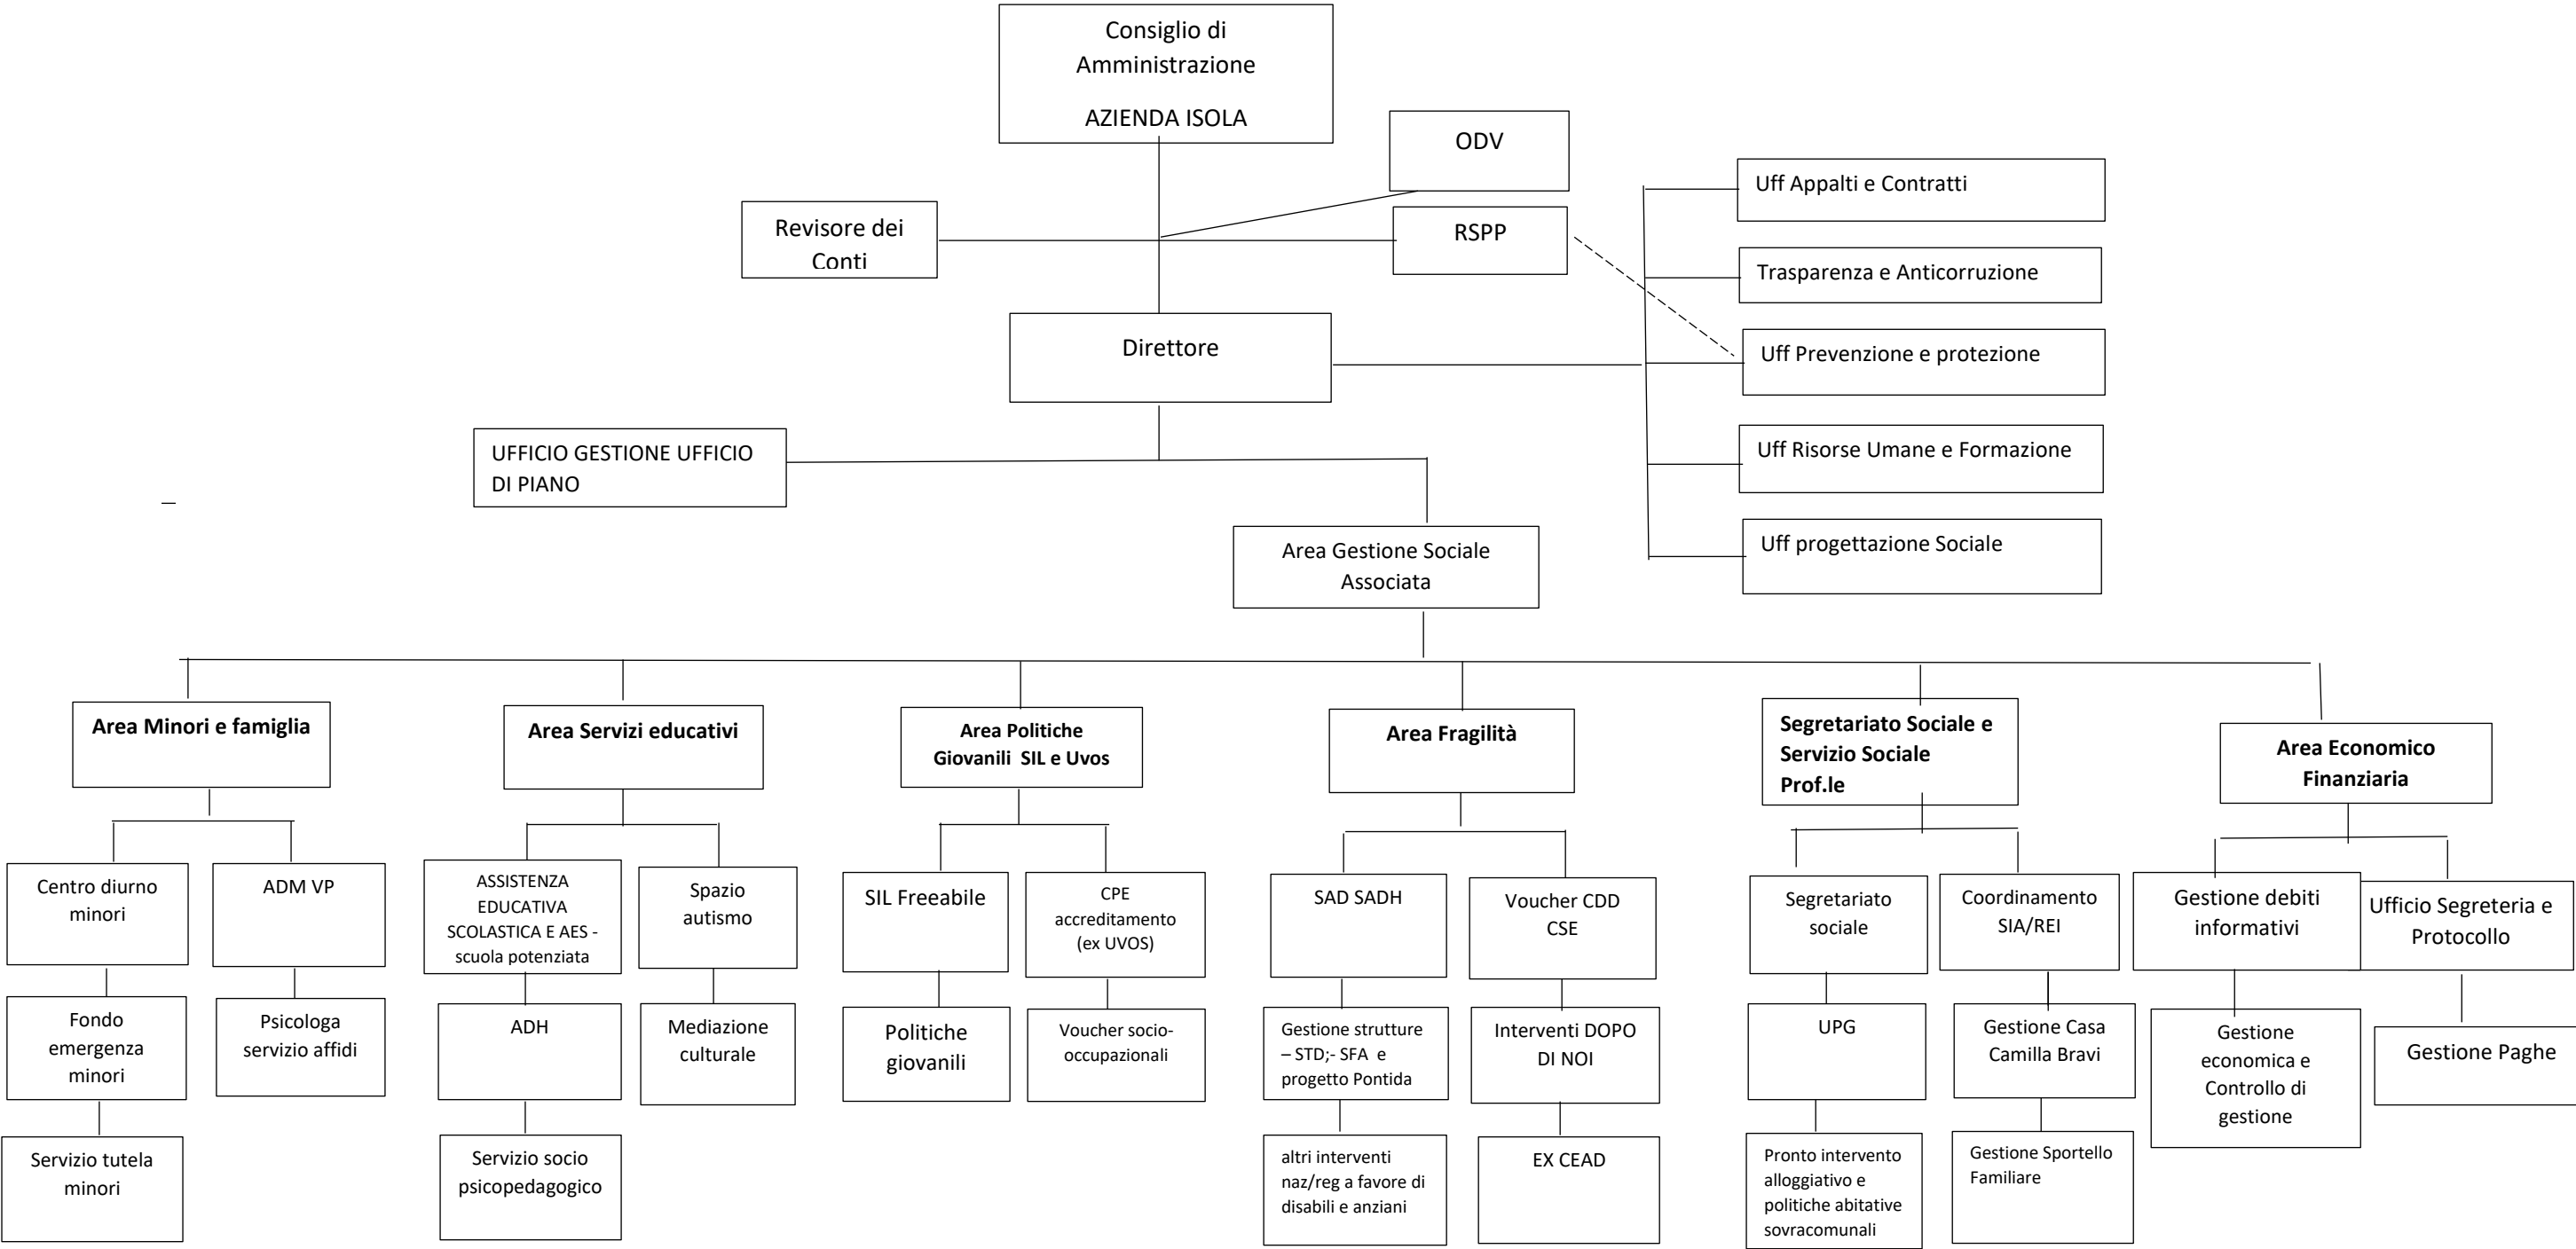 Consiglio di
Amministrazione
AZIENDA ISOLA
ODV
Revisore dei
Conti
RSPP
Uff Appalti e Contratti
Trasparenza e Anticorruzione
Uff Prevenzione e protezione
Uff Risorse Umane e Formazione
Uff progettazione Sociale
Direttore
UFFICIO GESTIONE UFFICIO
DI PIANO
Area Gestione Sociale
Associata
Area Minori e famiglia
Centro diurno
minori
Fondo
emergenza
minori
Servizio tutela
minori
ADM VP
Psicologa
servizio affidi
Area Servizi educativi
ASSISTENZA
EDUCATIVA
SCOLASTICA E AES -
scuola potenziata
ADH
Servizio socio
psicopedagogico
Spazio
autismo
Mediazione
culturale
Area Politiche
Giovanili  SIL e Uvos
SIL Freeabile
Politiche
giovanili
CPE
accreditamento
(ex UVOS)
Voucher socio-
occupazionali
Area Fragilità
SAD SADH
Gestione strutture
– STD;- SFA  e
progetto Pontida
altri interventi
naz/reg a favore di
disabili e anziani
Voucher CDD
CSE
Interventi DOPO
DI NOI
EX CEAD
Segretariato Sociale e
Servizio Sociale
Prof.le
Segretariato
sociale
UPG
Pronto intervento
alloggiativo e
politiche abitative
sovracomunali
Coordinamento
SIA/REI
Gestione Casa
Camilla Bravi
Gestione Sportello
Familiare
Area Economico
Finanziaria
Gestione debiti
informativi
Gestione
economica e
Controllo di
gestione
Ufficio Segreteria e
Protocollo
Gestione Paghe